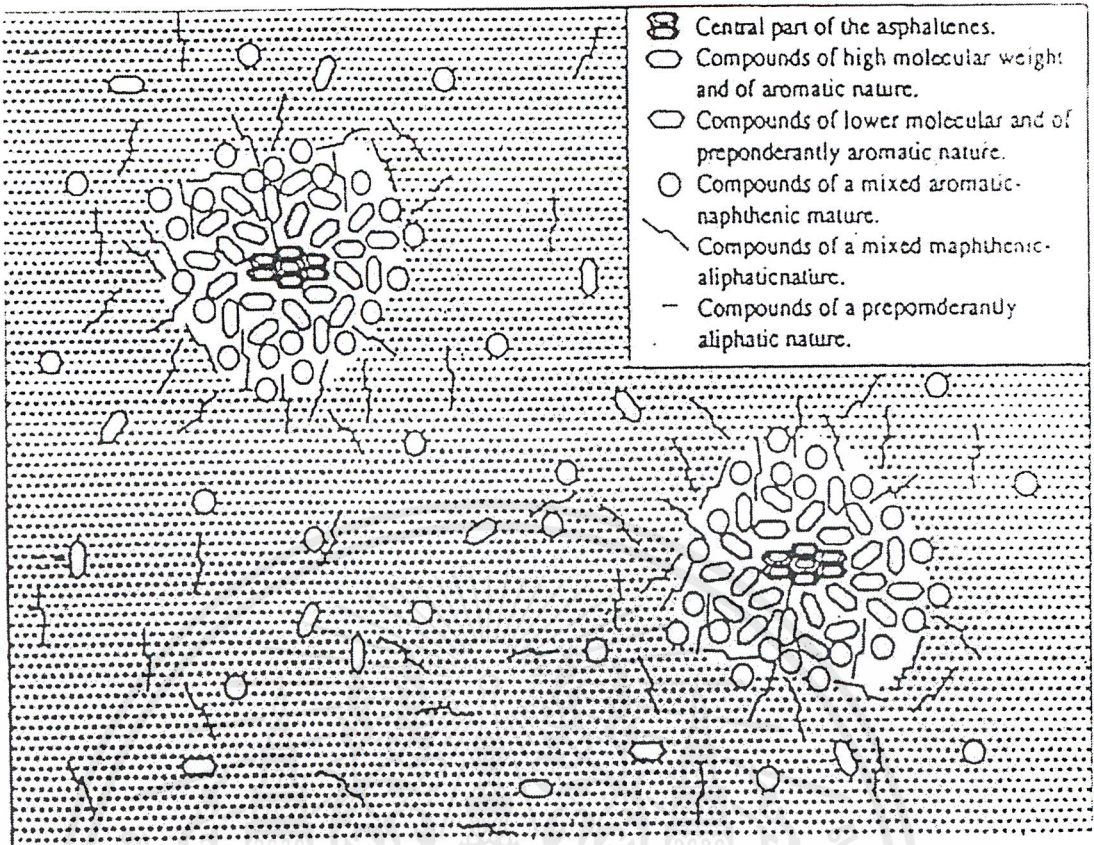 Central part of the asphaltenes.
Compounds of high molecular weight
and of aromatic nature.
Compounds of lower molecular and of
preponderantly aromatic nature.
Compounds of a mixed aromatic-
naphthenic mature.
Compounds of a mixed maphthenic-
aliphaticnature.
Compounds of a prepomderantly
aliphatic nature.